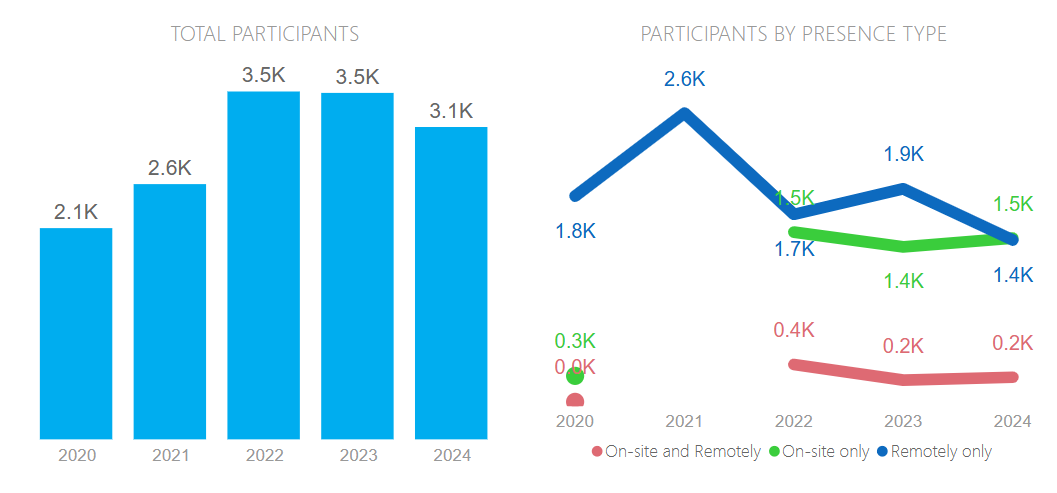 TOTAL PARTICIPANTS
3.5K 3.5K
3.1K
2.6K
2.1K
2020 2021 2022 2023 2024
PARTICIPANTS BY PRESENCE TYPE
2.6K
1.9K
1.5K 1.5K
1.8K
1.7K
1.4K 1.4K
0.4K
0.3K 0.2K 0.2K
0.0K
2020 2021 2022 2023 2024
On-site and Remotely On-site only Remotely only